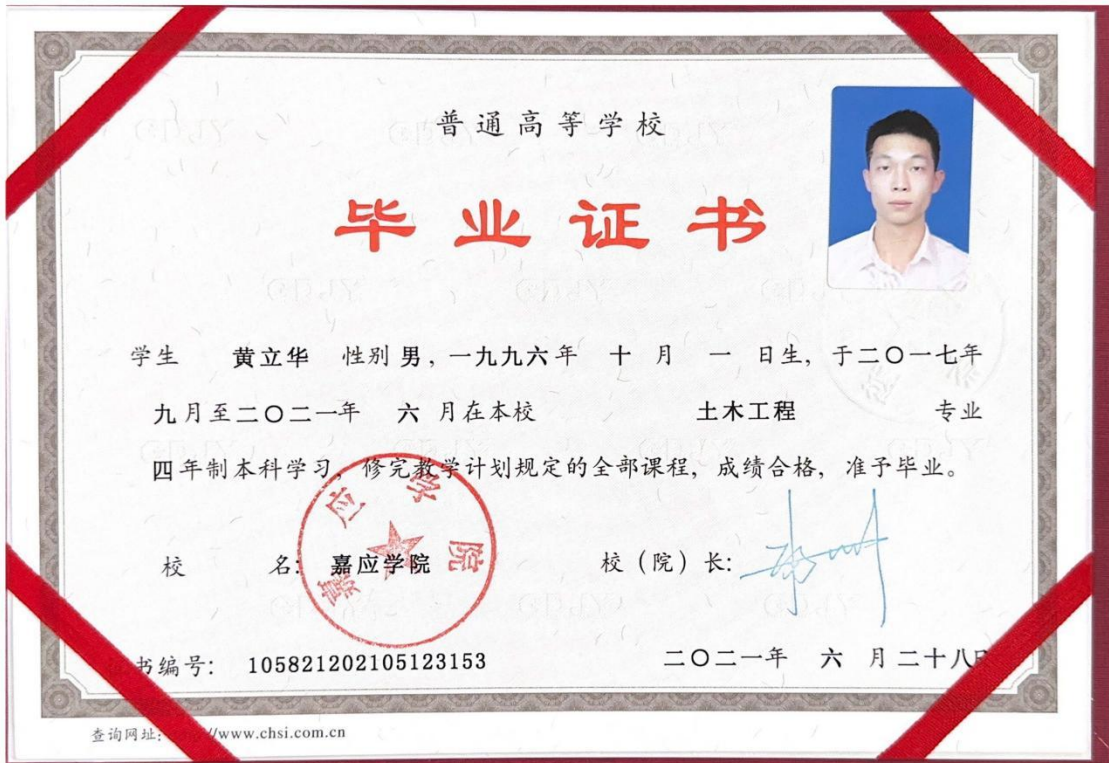 普通高等学校
毕业证书
学生 黄立华 性别 男，一九九六年 十 月 一 日生，于二〇一七年
九月至二〇二一年 六 月在本校 土木工程 专业
四年制本科学习，修完教学计划规定的全部课程，成绩合格，准予毕业。
校 名：嘉应学院 校（院）长：
嘉应学院
书编号： 105821202105123153 二〇二一年 六 月二十八日
查询网址： //www.chsi.com.cn